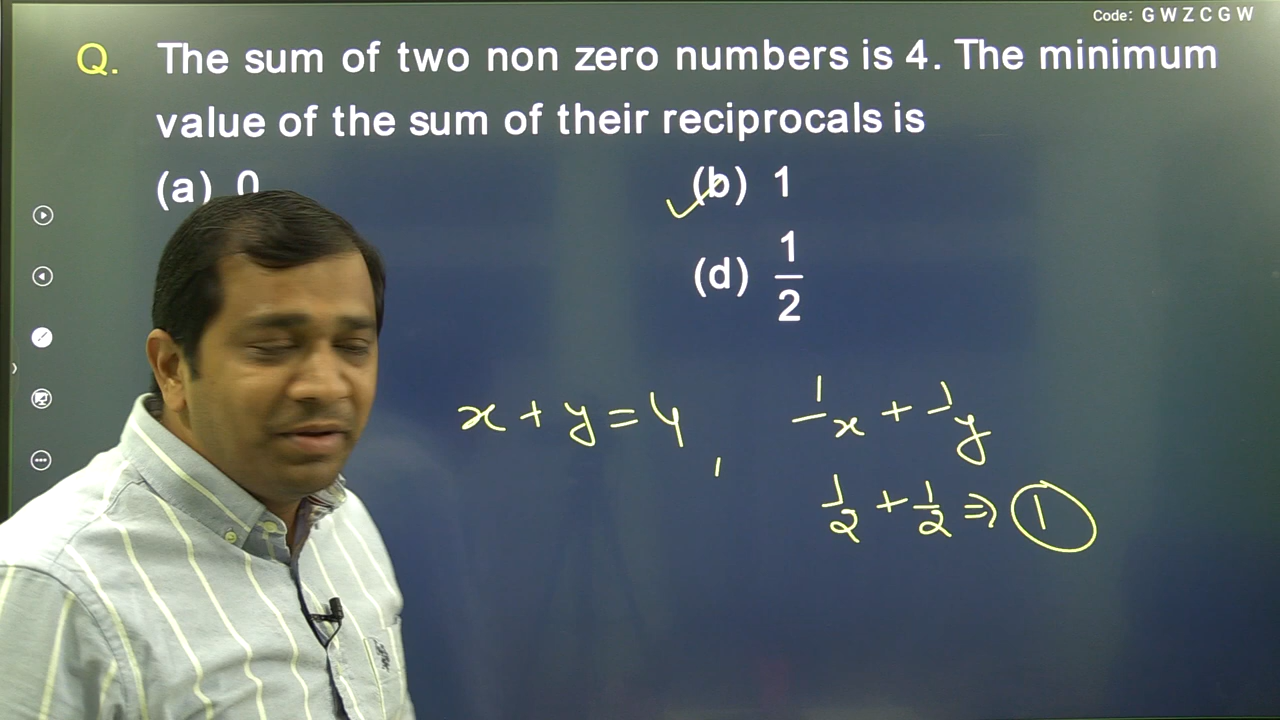 Code: GWZCGW
Q. The sum of two non zero numbers is 4. The minimum
value of the sum of their reciprocals is
(a) 0
(b) 1
(d) 1/2
x + y = 4, 1/x + 1/y
1/2 + 1/2 ⇒ 1